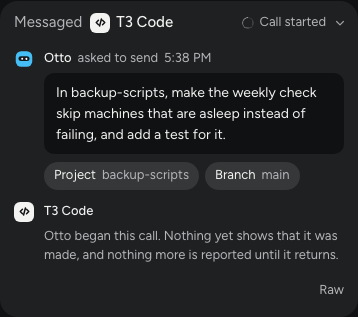 Messaged T3 Code Call started
Otto asked to send 5:38 PM
In backup-scripts, make the weekly check
skip machines that are asleep instead of
failing, and add a test for it.
Project backup-scripts Branch main
T3 Code
Otto began this call. Nothing yet shows that it was
made, and nothing more is reported until it returns.
Raw